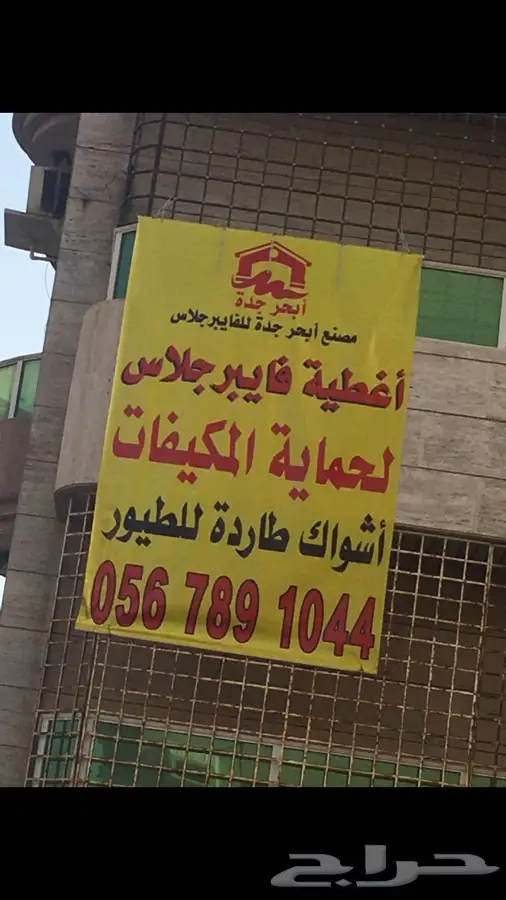 أبحر جدة
مصنع أبحر جدة للفايبرجلاس
أغطية فايبرجلاس
لحماية المكيفات
أشواك طاردة للطيور
056 789 1044
حراج